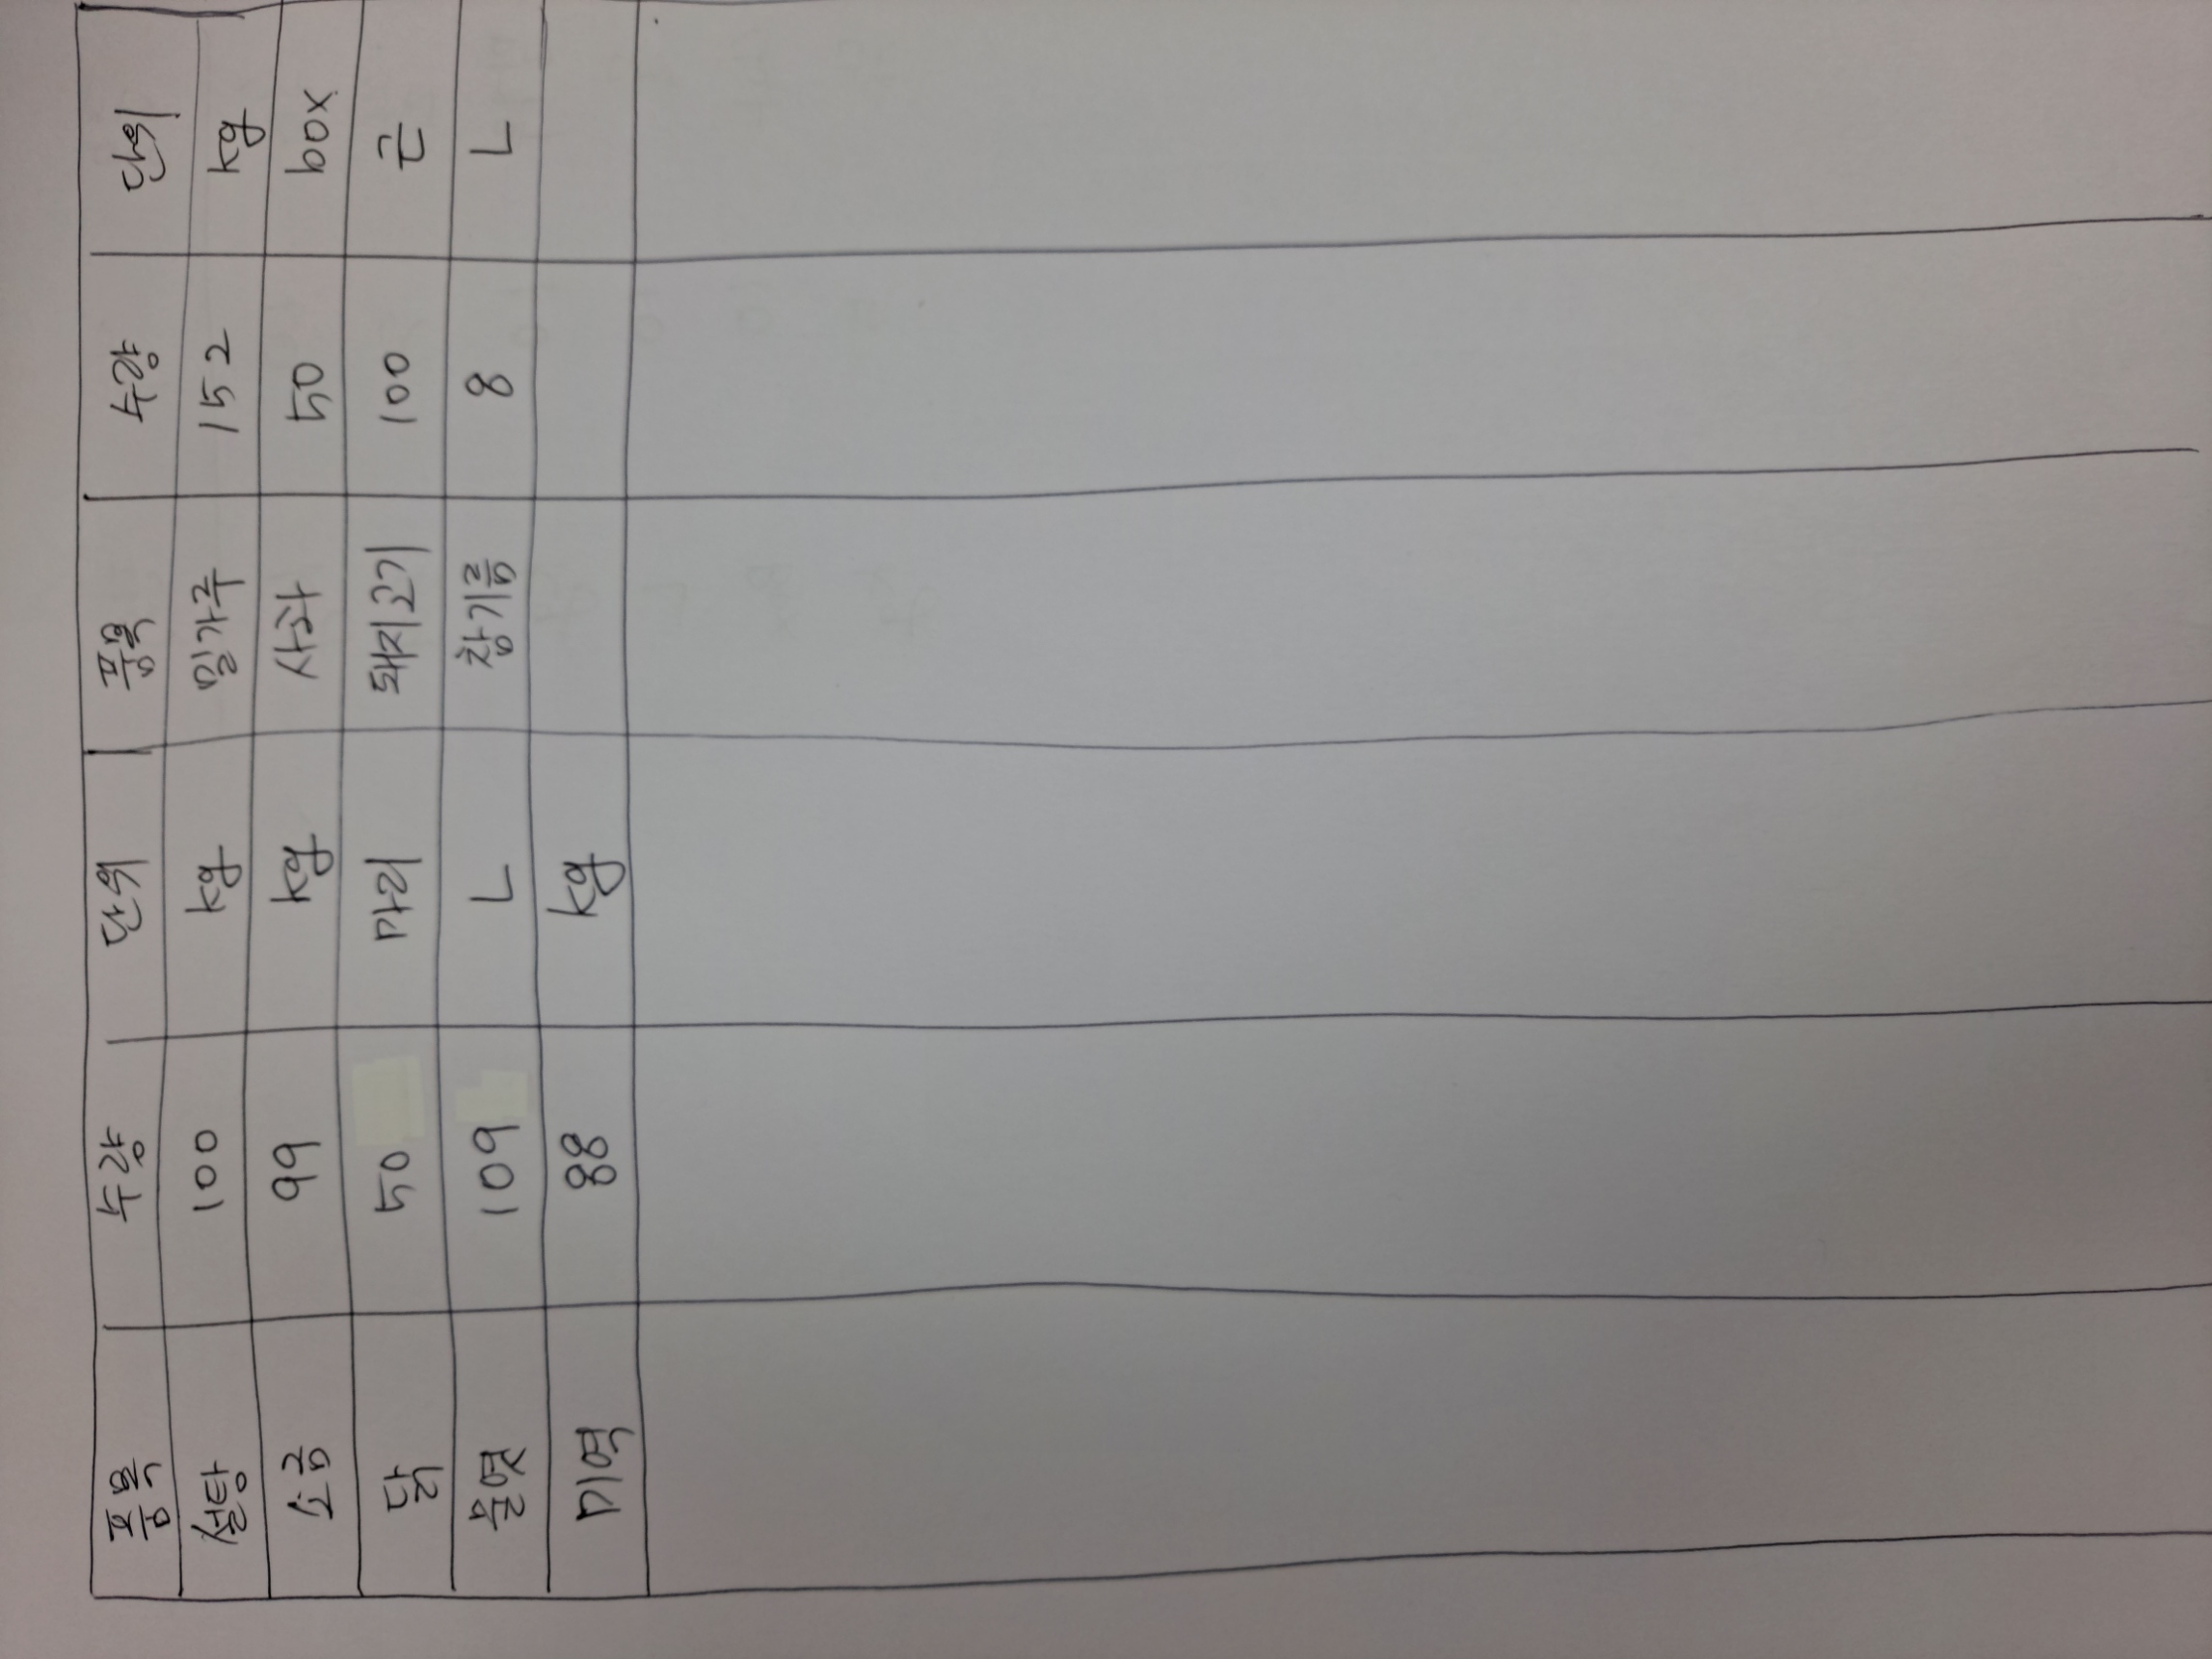 품목 수량 단위 품목 수량 단위
설탕 100 kg 밀가루 152 kg
소금 99 kg 사과 50 box
닭 50 마리 돼지고기 100 근
물엿 109 L 참기름 8 L
미역 88 kg